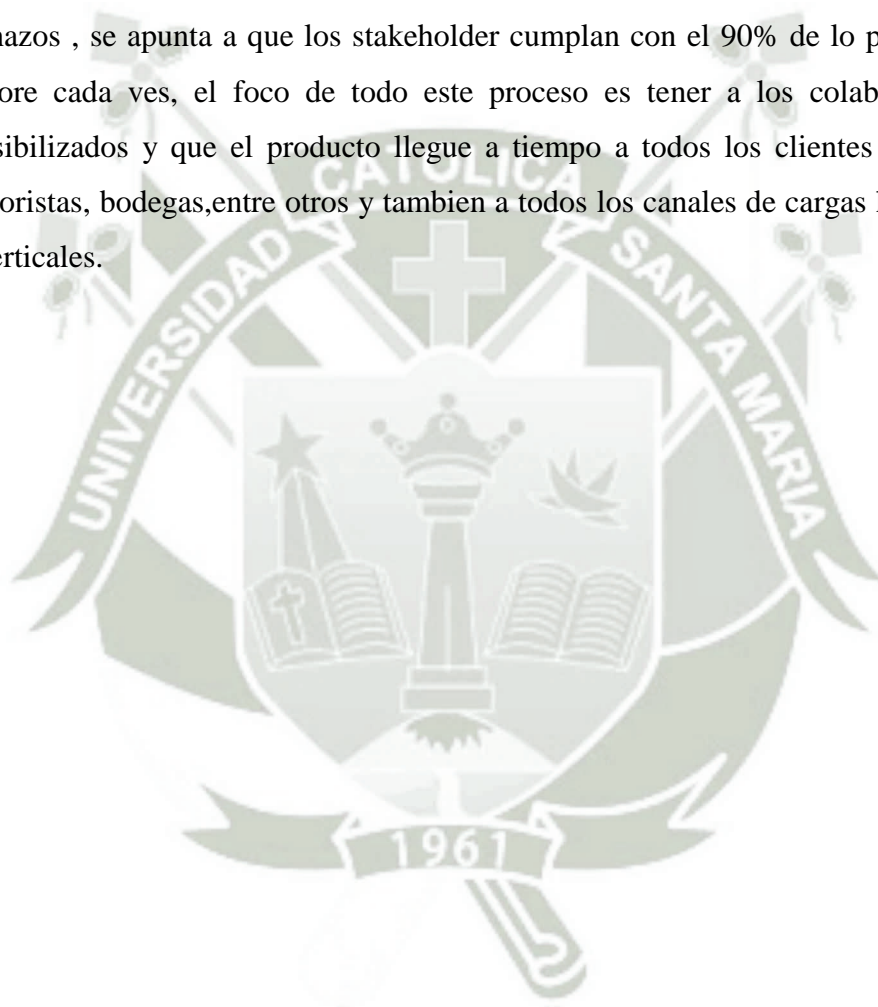 hazos , se apunta a que los stakeholder cumplan con el 90% de lo p
ore cada ves, el foco de todo este proceso es tener a los colab
sibilizados y que el producto llegue a tiempo a todos los clientes
oristas, bodegas,entre otros y tambien a todos los canales de cargas
erticales.
UNIVERSIDAD CATOLICA SANTA MARIA
1961